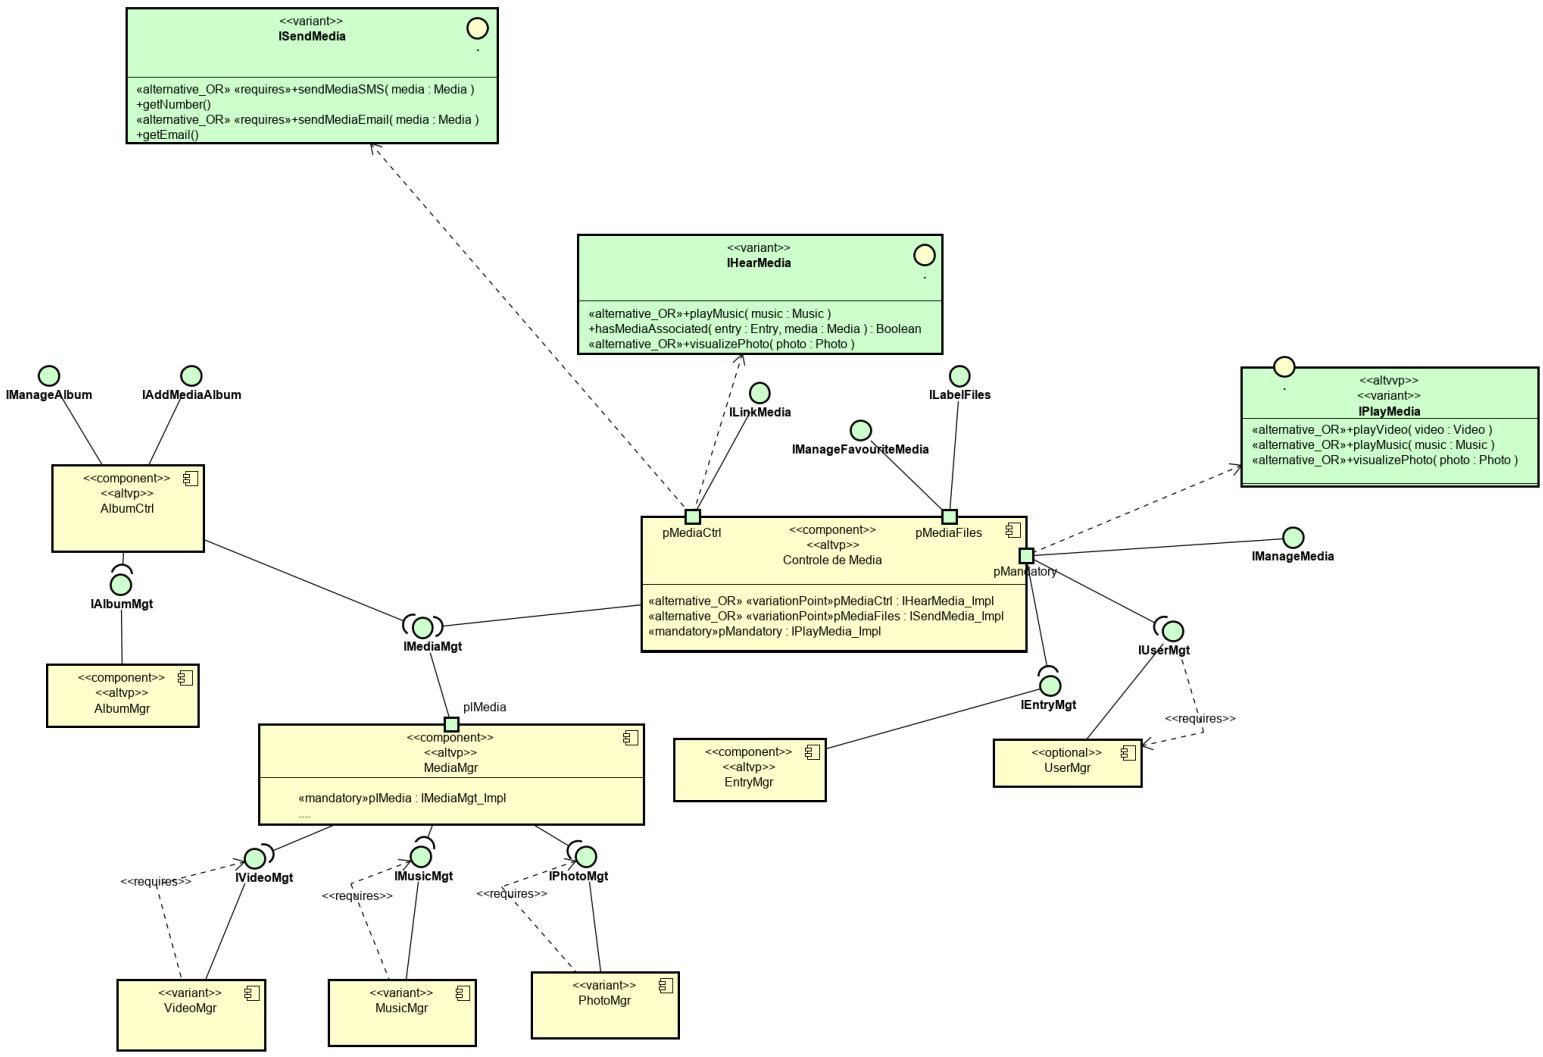 <<variant>>
ISendMedia
.
«alternative_OR» «requires»+sendMediaSMS( media : Media )
+getNumber()
«alternative_OR» «requires»+sendMediaEmail( media : Media )
+getEmail()
<<variant>>
IHearMedia
.
«alternative_OR»+playMusic( music : Music )
+hasMediaAssociated( entry : Entry, media : Media ) : Boolean
«alternative_OR»+visualizePhoto( photo : Photo )
IManageAlbum
IAddMediaAlbum
ILinkMedia
ILabelFiles
IManageFavouriteMedia
.
<<altvvp>>
<<variant>>
IPlayMedia
«alternative_OR»+playVideo( video : Video )
«alternative_OR»+playMusic( music : Music )
«alternative_OR»+visualizePhoto( photo : Photo )
<<component>>
<<altvp>>
AlbumCtrl
pMediaCtrl
<<component>>
<<altvp>>
Controle de Media
pMediaFiles
pMandatory
IManageMedia
«alternative_OR» «variationPoint»pMediaCtrl : IHearMedia_Impl
«alternative_OR» «variationPoint»pMediaFiles : ISendMedia_Impl
«mandatory»pMandatory : IPlayMedia_Impl
IAlbumMgt
IMediaMgt
IUserMgt
<<component>>
<<altvp>>
AlbumMgr
pIMedia
IEntryMgt
<<requires>>
<<component>>
<<altvp>>
MediaMgr
«mandatory»pIMedia : IMediaMgt_Impl
....
<<component>>
<<altvp>>
EntryMgr
<<optional>>
UserMgr
<<requires>>
IVideoMgt
<<requires>>
IMusicMgt
<<requires>>
IPhotoMgt
<<variant>>
VideoMgr
<<variant>>
MusicMgr
<<variant>>
PhotoMgr